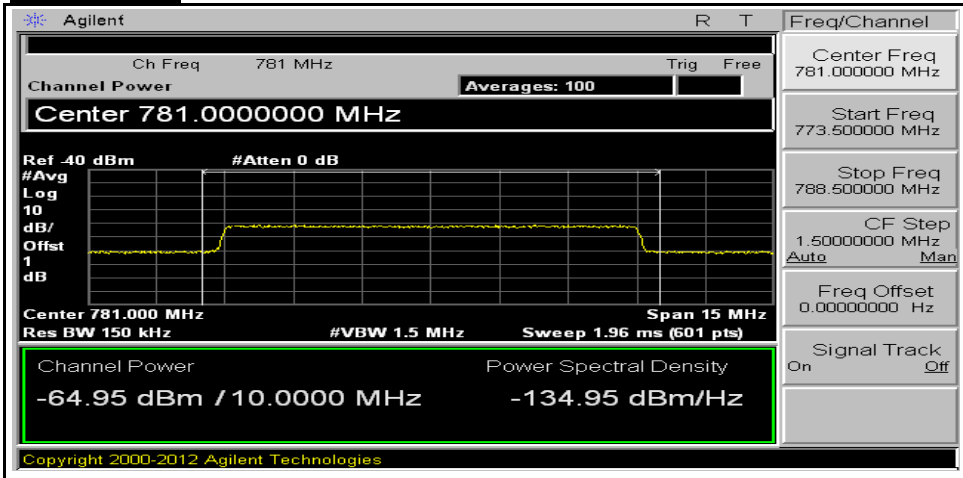 Agilent R T Freq/Channel
Ch Freq 781 MHz Trig Free
Channel Power Averages: 100
Center 781.0000000 MHz
Ref -40 dBm #Atten 0 dB
#Avg
Log
10
dB/
Offst
1
dB
Center 781.000 MHz Span 15 MHz
Res BW 150 kHz #VBW 1.5 MHz Sweep 1.96 ms (601 pts)
Channel Power Power Spectral Density
-64.95 dBm /10.0000 MHz -134.95 dBm/Hz
Copyright 2000-2012 Agilent Technologies
Center Freq
781.000000 MHz
Start Freq
773.500000 MHz
Stop Freq
788.500000 MHz
CF Step
1.50000000 MHz
Auto Man
Freq Offset
0.00000000 Hz
Signal Track
On Off